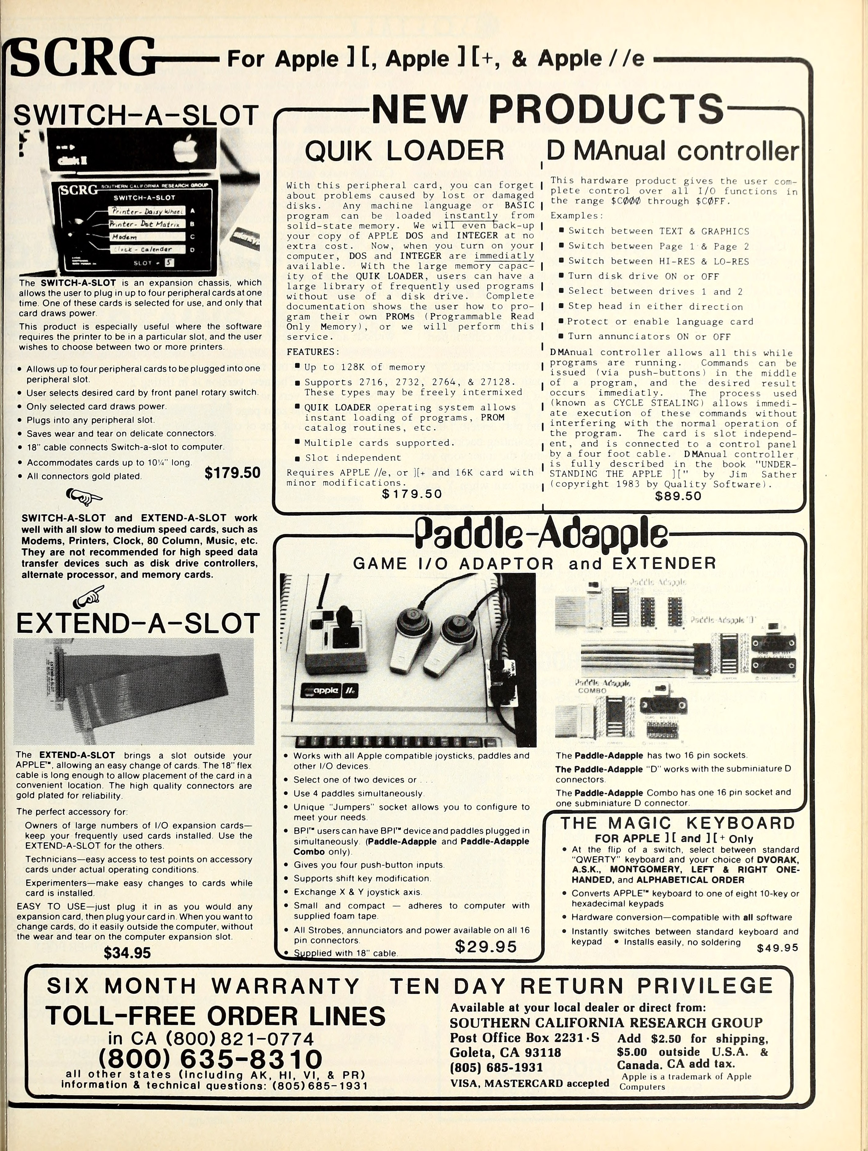 SCRG For Apple ][, Apple ][+, & Apple //e
SWITCH-A-SLOT
disk II
SCRG SOUTHERN CALIFORNIA RESEARCH GROUP
SWITCH-A-SLOT
Printer-Daisy Wheel A
Printer-Dot Matrix B
Modem C
Clock-Calendar D
SLOT # 5
The SWITCH-A-SLOT is an expansion chassis, which
allows the user to plug in up to four peripheral cards at one
time. One of these cards is selected for use, and only that
card draws power.
This product is especially useful where the software
requires the printer to be in a particular slot, and the user
wishes to choose between two or more printers.
• Allows up to four peripheral cards to be plugged into one
peripheral slot.
• User selects desired card by front panel rotary switch.
• Only selected card draws power.
• Plugs into any peripheral slot.
• Saves wear and tear on delicate connectors.
• 18" cable connects Switch-a-slot to computer.
• Accommodates cards up to 10¼" long.
• All connectors gold plated.
$179.50
SWITCH-A-SLOT and EXTEND-A-SLOT work
well with all slow to medium speed cards, such as
Modems, Printers, Clock, 80 Column, Music, etc.
They are not recommended for high speed data
transfer devices such as disk drive controllers,
alternate processor, and memory cards.
EXTEND-A-SLOT
The EXTEND-A-SLOT brings a slot outside your
APPLE™, allowing an easy change of cards. The 18" flex
cable is long enough to allow placement of the card in a
convenient location. The high quality connectors are
gold plated for reliability.
The perfect accessory for:
Owners of large numbers of I/O expansion cards—
keep your frequently used cards installed. Use the
EXTEND-A-SLOT for the others.
Technicians—easy access to test points on accessory
cards under actual operating conditions.
Experimenters—make easy changes to cards while
card is installed.
EASY TO USE—just plug it in as you would any
expansion card, then plug your card in. When you want to
change cards, do it easily outside the computer, without
the wear and tear on the computer expansion slot.
$34.95
NEW PRODUCTS
QUIK LOADER
With this peripheral card, you can forget
about problems caused by lost or damaged
disks. Any machine language or BASIC
program can be loaded instantly from
solid-state memory. We will even back-up
your copy of APPLE DOS and INTEGER at no
extra cost. Now, when you turn on your
computer, DOS and INTEGER are immediatly
available. With the large memory capac-
ity of the QUIK LOADER, users can have a
large library of frequently used programs
without use of a disk drive. Complete
documentation shows the user how to pro-
gram their own PROMs (Programmable Read
Only Memory), or we will perform this
service.
FEATURES:
■ Up to 128K of memory
■ Supports 2716, 2732, 2764, & 27128.
These types may be freely intermixed
■ QUIK LOADER operating system allows
instant loading of programs, PROM
catalog routines, etc.
■ Multiple cards supported.
■ Slot independent
Requires APPLE //e, or ][+ and 16K card with
minor modifications.
$179.50
D MAnual controller
This hardware product gives the user com-
plete control over all I/O functions in
the range $C000 through $C0FF.
Examples:
■ Switch between TEXT & GRAPHICS
■ Switch between Page 1 & Page 2
■ Switch between HI-RES & LO-RES
■ Turn disk drive ON or OFF
■ Select between drives 1 and 2
■ Step head in either direction
■ Protect or enable language card
■ Turn annunciators ON or OFF
DMAnual controller allows all this while
programs are running. Commands can be
issued (via push-buttons) in the middle
of a program, and the desired result
occurs immediatly. The process used
(known as CYCLE STEALING) allows immedi-
ate execution of these commands without
interfering with the normal operation of
the program. The card is slot independ-
ent, and is connected to a control panel
by a four foot cable. DMAnual controller
is fully described in the book "UNDER-
STANDING THE APPLE ][" by Jim Sather
(copyright 1983 by Quality Software).
$89.50
Paddle-Adapple
GAME I/O ADAPTOR and EXTENDER
apple //e
Paddle Adapple
Paddle-Adapple "D"
Paddle Adapple
COMBO
• Works with all Apple compatible joysticks, paddles and
other I/O devices.
• Select one of two devices or . . .
• Use 4 paddles simultaneously.
• Unique "Jumpers" socket allows you to configure to
meet your needs.
• BPI™ users can have BPI™ device and paddles plugged in
simultaneously. (Paddle-Adapple and Paddle-Adapple
Combo only).
• Gives you four push-button inputs.
• Supports shift key modification.
• Exchange X & Y joystick axis.
• Small and compact — adheres to computer with
supplied foam tape.
• All Strobes, annunciators and power available on all 16
pin connectors.
• Supplied with 18" cable.
$29.95
The Paddle-Adapple has two 16 pin sockets.
The Paddle-Adapple "D" works with the subminiature D
connectors.
The Paddle-Adapple Combo has one 16 pin socket and
one subminiature D connector.
THE MAGIC KEYBOARD
FOR APPLE ][ and ][+ Only
• At the flip of a switch, select between standard
"QWERTY" keyboard and your choice of DVORAK,
A.S.K., MONTGOMERY, LEFT & RIGHT ONE-
HANDED, and ALPHABETICAL ORDER
• Converts APPLE™ keyboard to one of eight 10-key or
hexadecimal keypads
• Hardware conversion—compatible with all software
• Instantly switches between standard keyboard and
keypad • Installs easily, no soldering
$49.95
SIX MONTH WARRANTY TEN DAY RETURN PRIVILEGE
TOLL-FREE ORDER LINES
in CA (800) 821-0774
(800) 635-8310
all other states (including AK, HI, VI, & PR)
Information & technical questions: (805) 685-1931
Available at your local dealer or direct from:
SOUTHERN CALIFORNIA RESEARCH GROUP
Post Office Box 2231-S
Goleta, CA 93118
(805) 685-1931
VISA, MASTERCARD accepted
Add $2.50 for shipping,
$5.00 outside U.S.A. &
Canada. CA add tax.
Apple is a trademark of Apple
Computers